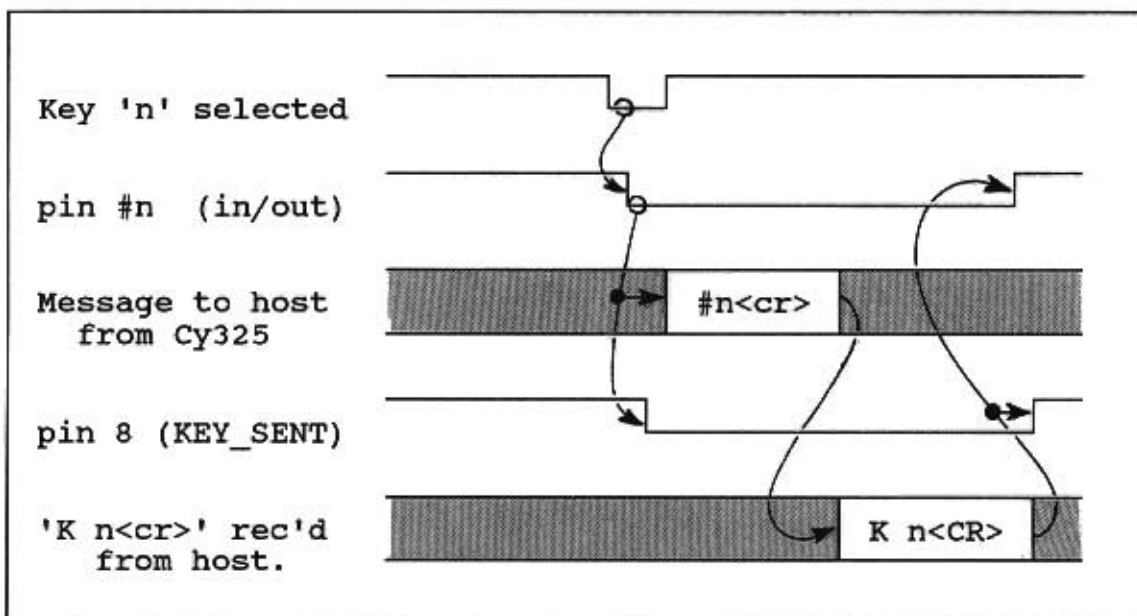 Key 'n' selected
pin #n (in/out)
Message to host
from Cy325
#n<cr>
pin 8 (KEY_SENT)
'K n<cr>' rec'd
from host.
K n<CR>